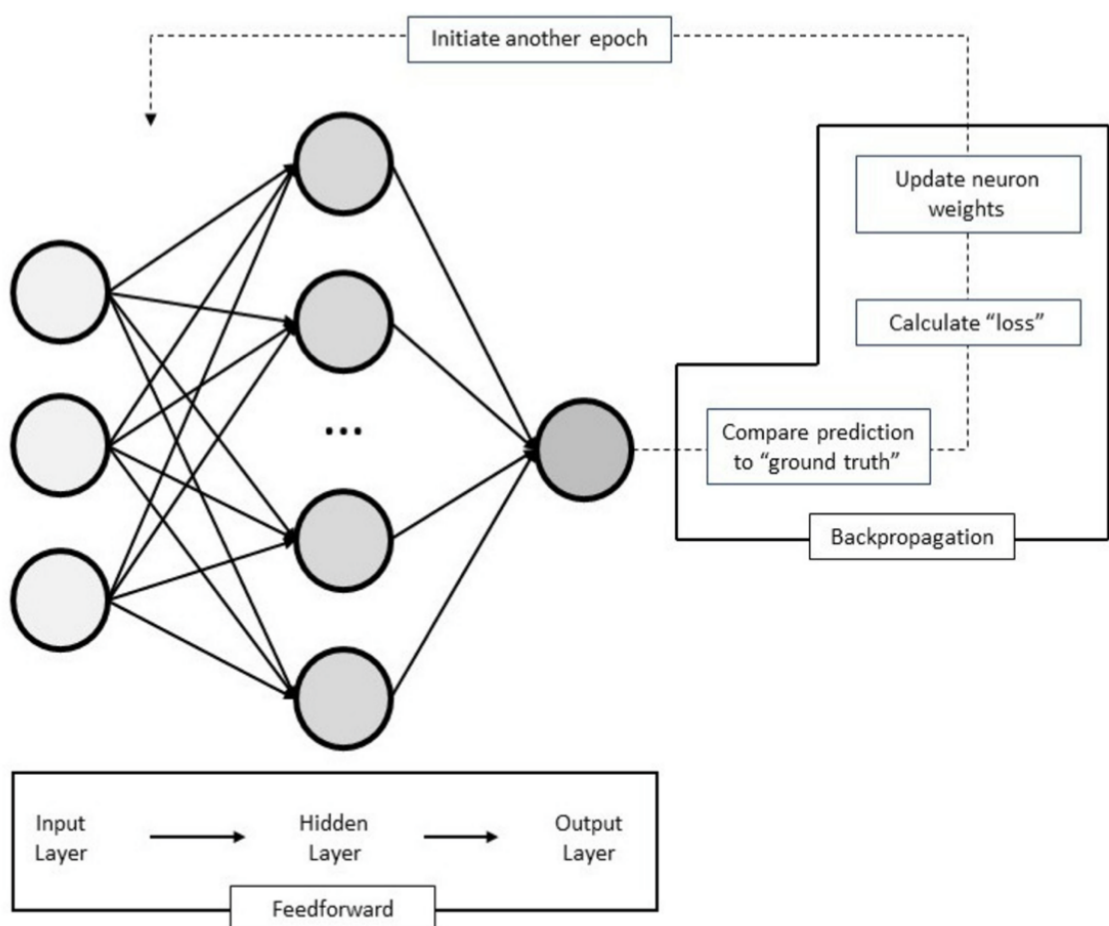 Initiate another epoch
Update neuron
weights
Calculate “loss”
...
Compare prediction
to “ground truth”
Backpropagation
Input
Layer
Hidden
Layer
Output
Layer
Feedforward